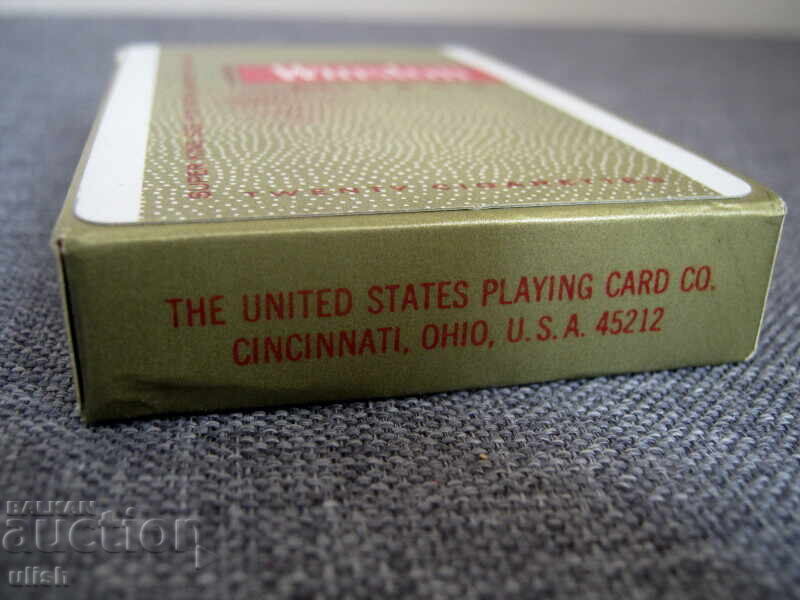 Winston
SUPER KING SIZE
TWENTY CIGARETTES
THE UNITED STATES PLAYING CARD CO.
CINCINNATI, OHIO, U.S.A. 45212
BALKAN
auction
ulish